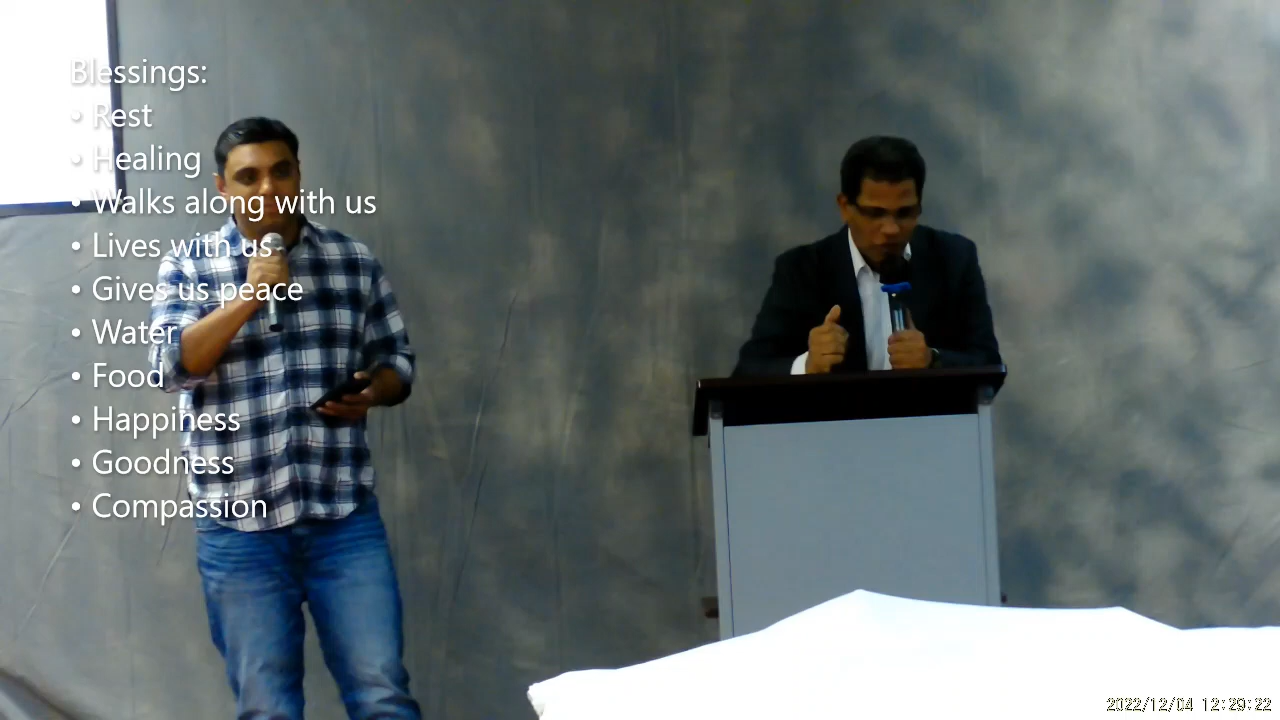 Blessings:
• Rest
• Healing
• Walks along with us
• Lives with us
• Gives us peace
• Water
• Food
• Happiness
• Goodness
• Compassion
2022/12/04 12:29:22